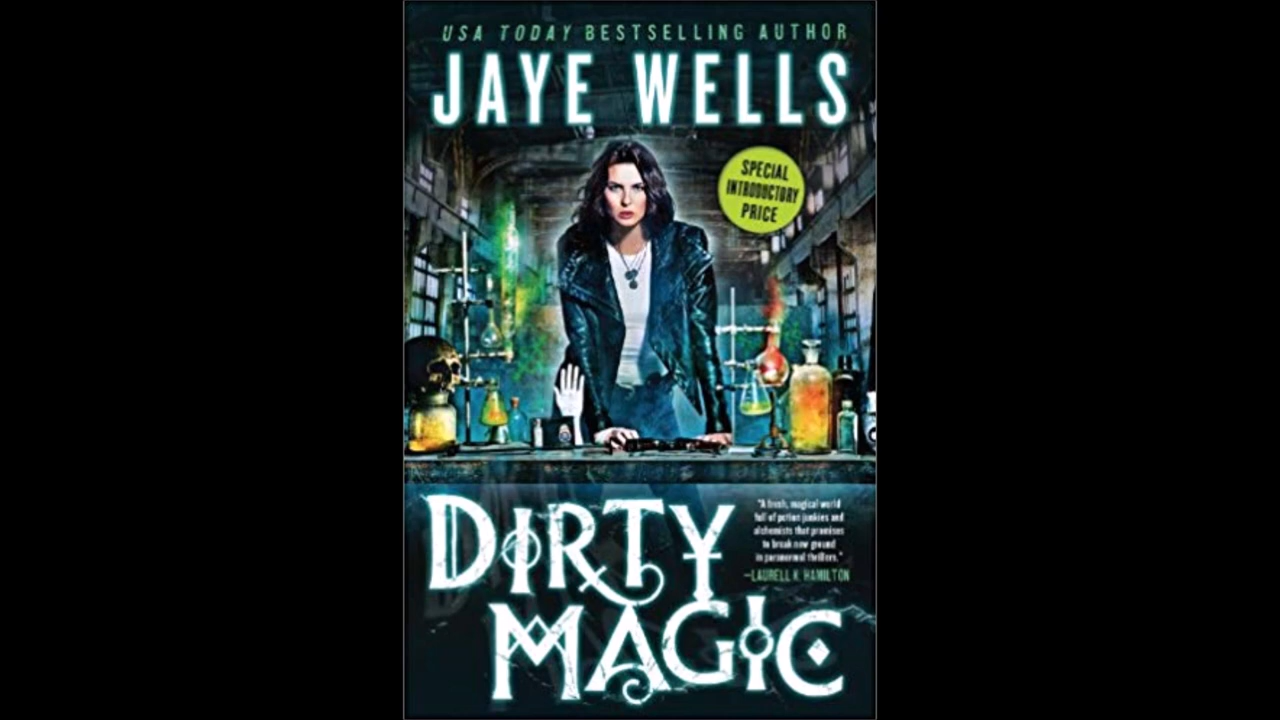 USA TODAY BESTSELLING AUTHOR
JAYE WELLS
SPECIAL
INTRODUCTORY
PRICE
DIRTY
MAGIC
"A fresh, magical world
full of potion junkies and
alchemists that promises
to break new ground
in paranormal thrillers."
—LAURELL K. HAMILTON